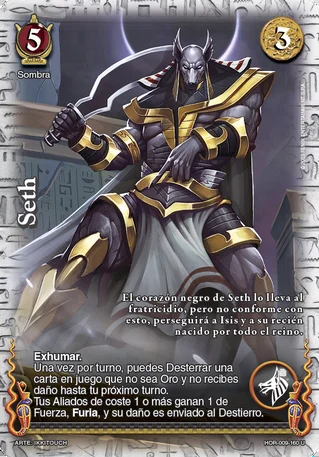 5
3
Sombra
Seth
El corazón negro de Seth lo lleva al
fratricidio, pero no conforme con
esto, perseguirá a Isis y a su recién
nacido por todo el reino.
Exhumar.
Una vez por turno, puedes Desterrar una
carta en juego que no sea Oro y no recibes
daño hasta tu próximo turno.
Tus Aliados de coste 1 o más ganan 1 de
Fuerza, Furia, y su daño es enviado al Destierro.
ARTE: IKKITOUCH
HDR-009-160 U